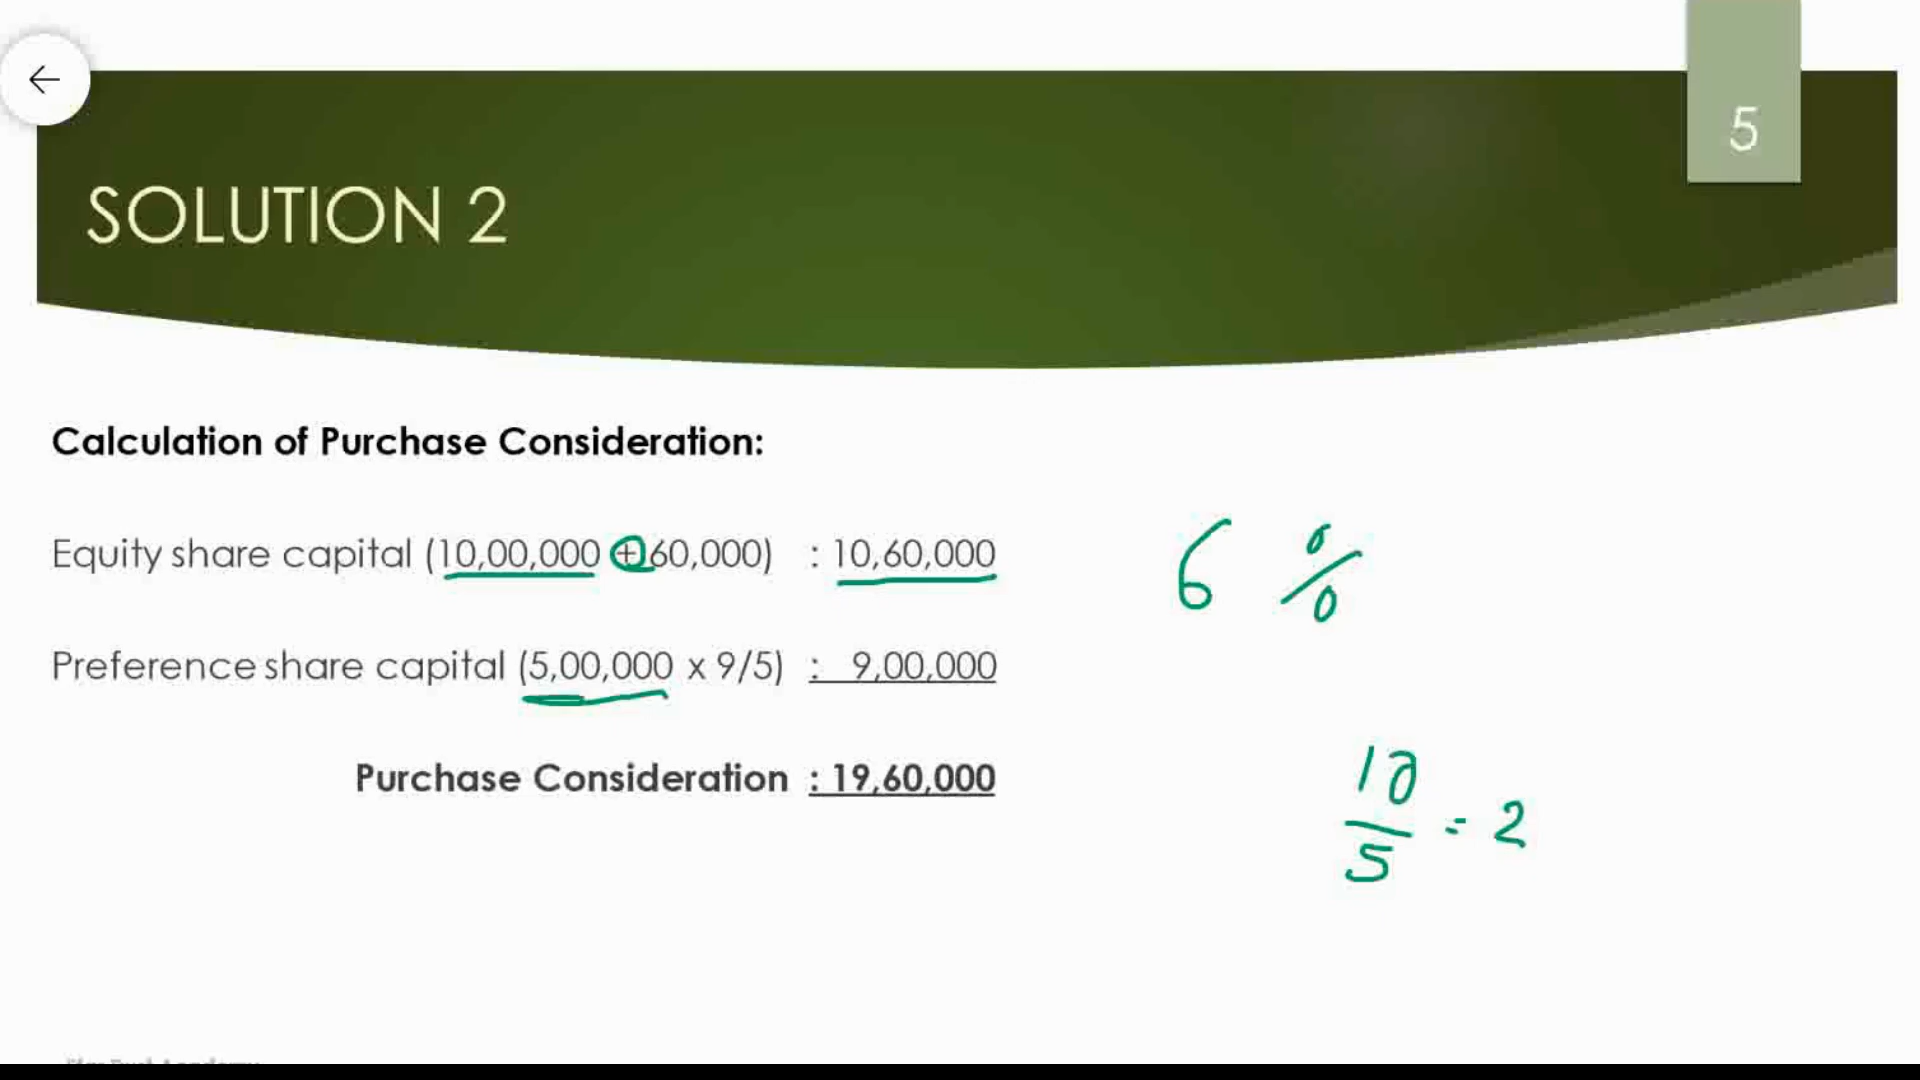 5
SOLUTION 2
Calculation of Purchase Consideration:
Equity share capital (10,00,000 + 60,000) : 10,60,000
6 %
Preference share capital (5,00,000 x 9/5) : 9,00,000
Purchase Consideration : 19,60,000
10
5
= 2